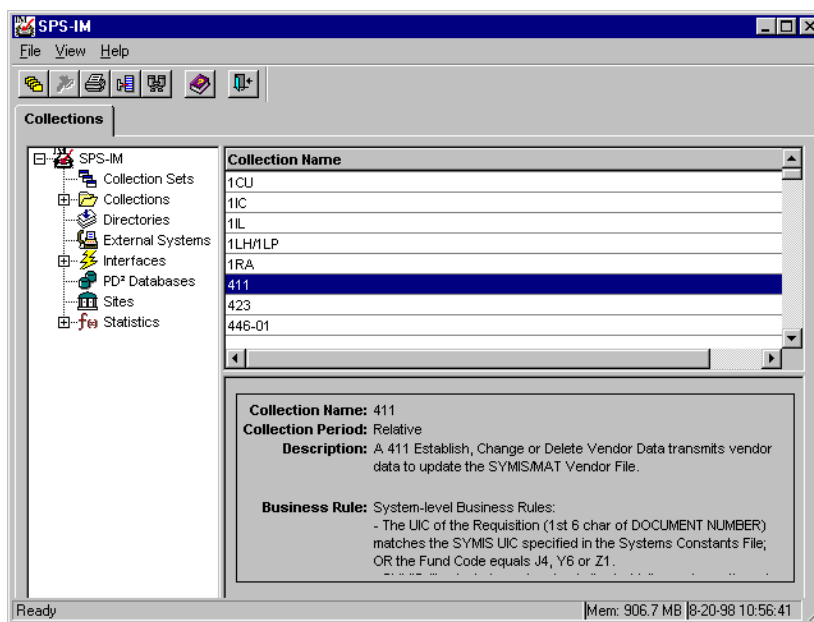 SPS-IM
File View Help
Collections
SPS-IM
Collection Sets
Collections
Directories
External Systems
Interfaces
PD² Databases
Sites
Statistics
Collection Name
1CU
1IC
1IL
1LH/1LP
1RA
411
423
446-01
Collection Name: 411
Collection Period: Relative
Description: A 411 Establish, Change or Delete Vendor Data transmits vendor
data to update the SYMIS/MAT Vendor File.
Business Rule: System-level Business Rules:
- The UIC of the Requisition (1st 6 char of DOCUMENT NUMBER)
matches the SYMIS UIC specified in the Systems Constants File;
OR the Fund Code equals J4, Y6 or Z1.
Ready
Mem: 906.7 MB 8-20-98 10:56:41